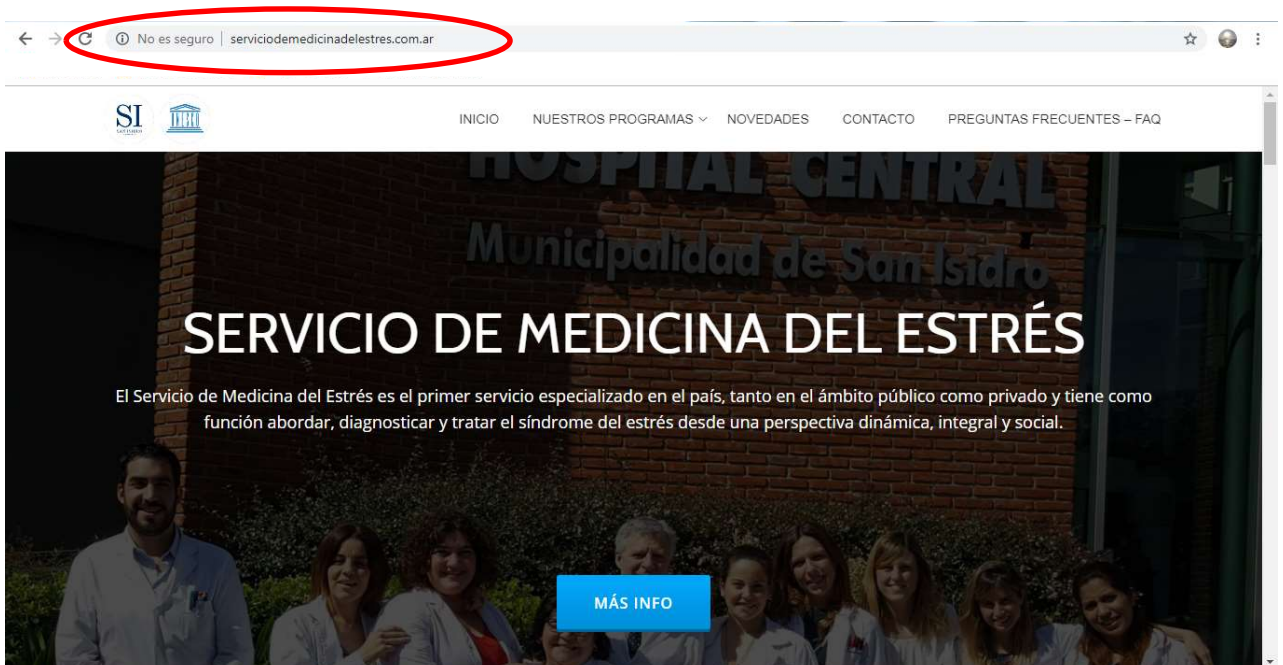 No es seguro | serviciodemedicinadelestres.com.ar
SI
INICIO NUESTROS PROGRAMAS NOVEDADES CONTACTO PREGUNTAS FRECUENTES – FAQ
HOSPITAL CENTRAL
Municipalidad de San Isidro
SERVICIO DE MEDICINA DEL ESTRÉS
El Servicio de Medicina del Estrés es el primer servicio especializado en el país, tanto en el ámbito público como privado y tiene como
función abordar, diagnosticar y tratar el síndrome del estrés desde una perspectiva dinámica, integral y social.
MÁS INFO